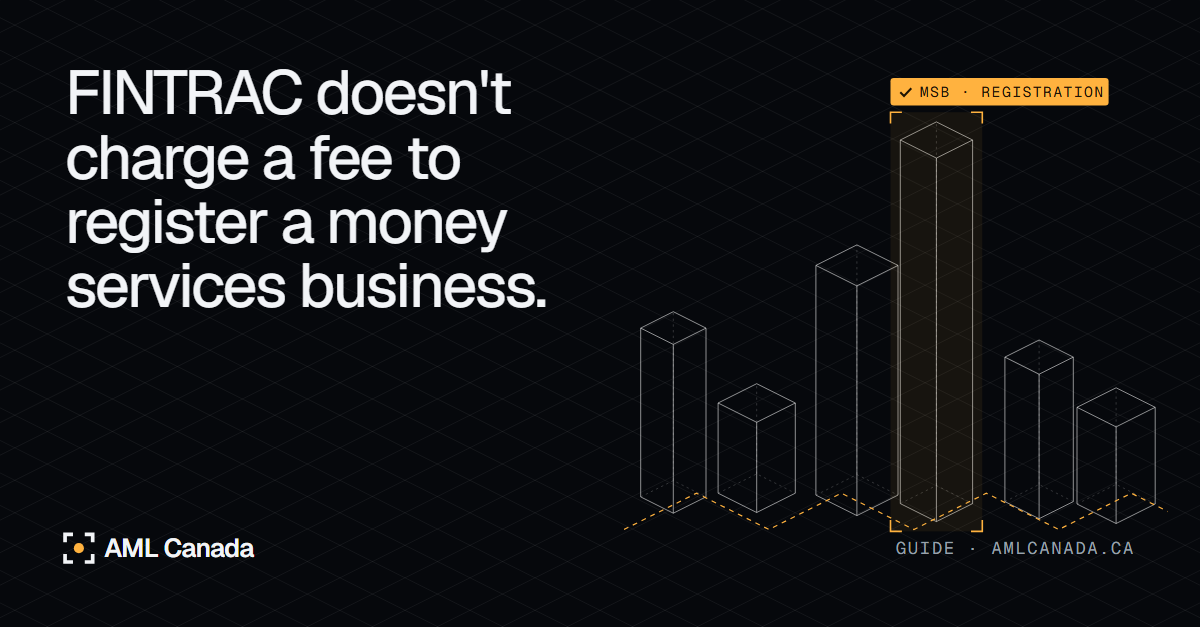 FINTRAC doesn't
charge a fee to
register a money
services business.
MSB · REGISTRATION
AML Canada
GUIDE · AMLCANADA.CA